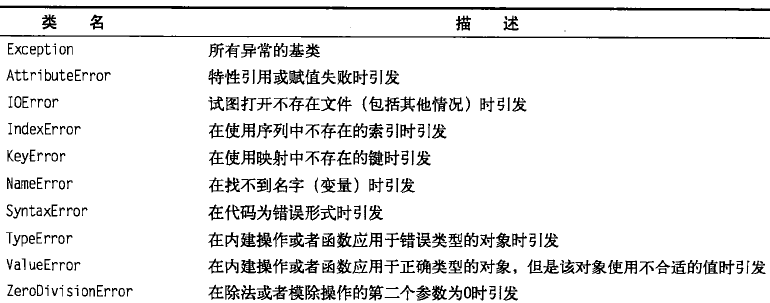 类 名 描 述
Exception 所有异常的基类
AttributeError 特性引用或赋值失败时引发
IOError 试图打开不存在文件（包括其他情况）时引发
IndexError 在使用序列中不存在的索引时引发
KeyError 在使用映射中不存在的键时引发
NameError 在找不到名字（变量）时引发
SyntaxError 在代码为错误形式时引发
TypeError 在内建操作或者函数应用于错误类型的对象时引发
ValueError 在内建操作或者函数应用于正确类型的对象，但是该对象使用不合适的值时引发
ZeroDivisionError 在除法或者模除操作的第二个参数为0时引发